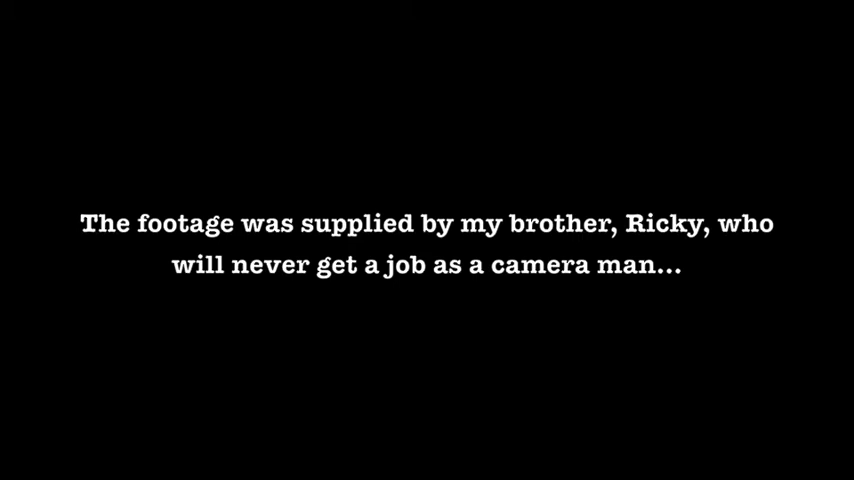 The footage was supplied by my brother, Ricky, who
will never get a job as a camera man...